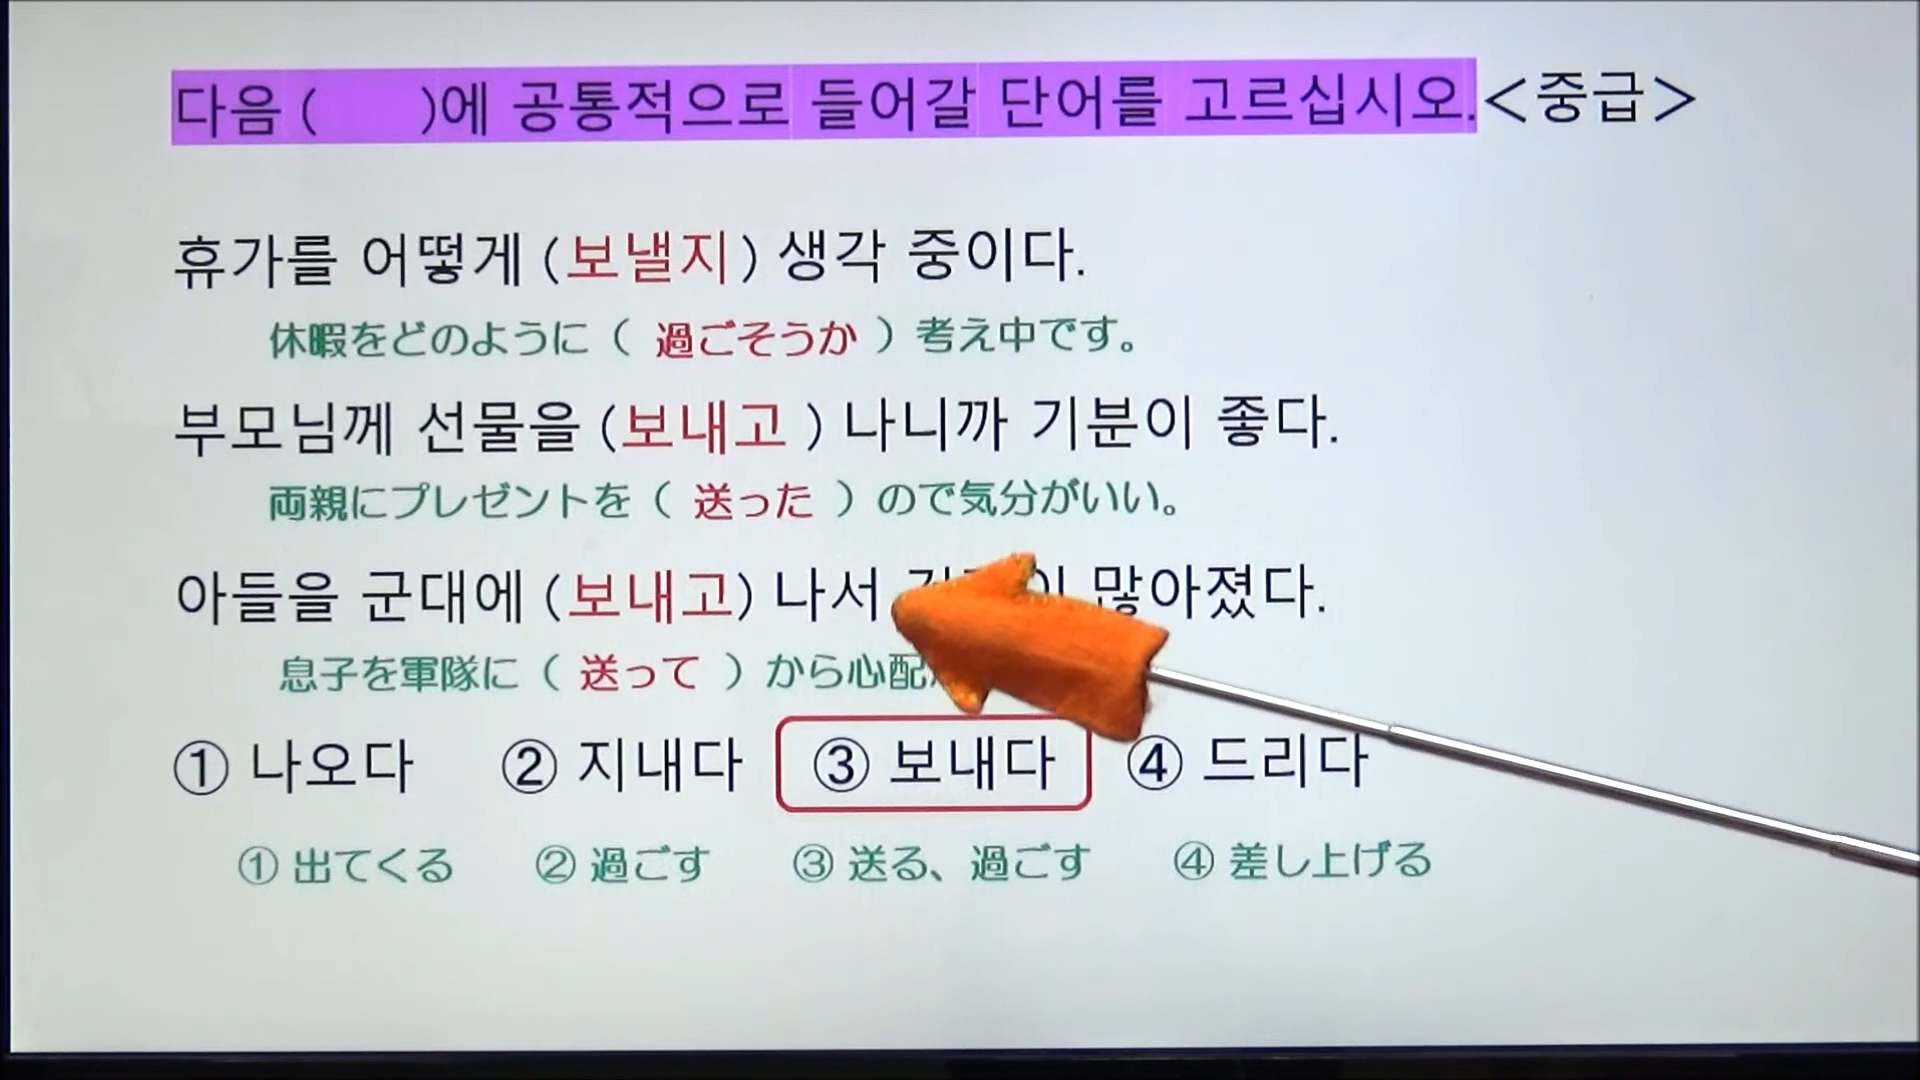 다음 (     )에 공통적으로 들어갈 단어를 고르십시오.<중급>
휴가를 어떻게 (보낼지) 생각 중이다.
休暇をどのように（ 過ごそうか ）考え中です。
부모님께 선물을 (보내고 ) 나니까 기분이 좋다.
両親にプレゼントを（ 送った ）ので気分がいい。
아들을 군대에 (보내고) 나서 많아졌다.
息子を軍隊に（ 送って ）から心配
① 나오다 ② 지내다 ③ 보내다 ④ 드리다
① 出てくる ② 過ごす ③ 送る、過ごす ④ 差し上げる